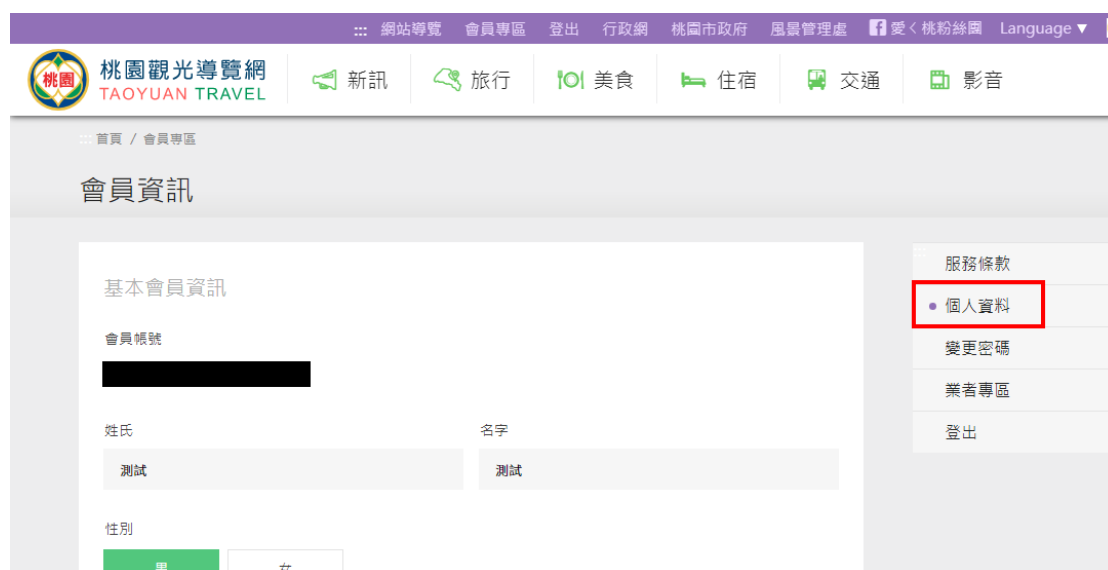 ::: 網站導覽 會員專區 登出 行政網 桃園市政府 風景管理處 f 愛ㄑ桃粉絲團 Language ▼
桃園
桃園觀光導覽網
TAOYUAN TRAVEL
新訊 旅行 美食 住宿 交通 影音
::: 首頁 / 會員專區
會員資訊
基本會員資訊
會員帳號
姓氏 名字
測試 測試
性別
男 女
:::
服務條款
個人資料
變更密碼
業者專區
登出